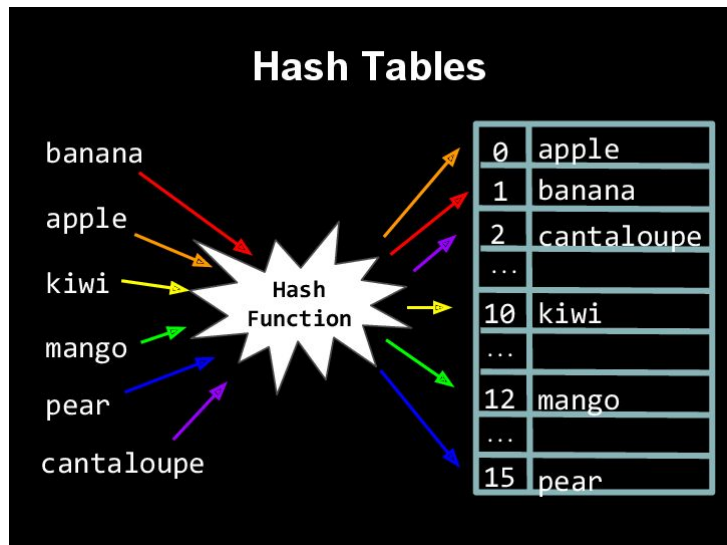 Hash Tables
banana
apple
kiwi
mango
pear
cantaloupe
Hash
Function
0 apple
1 banana
2 cantaloupe
...
10 kiwi
...
12 mango
...
15 pear